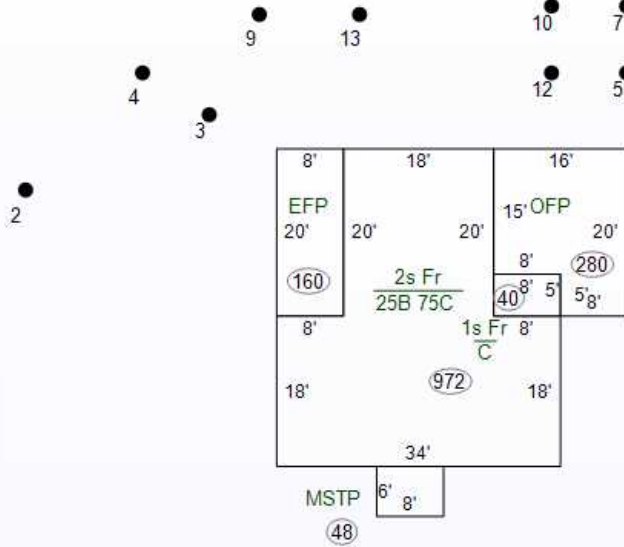 9 13 10 7
4 3 12 5
2
8' 18' 16'
EFP 15' OFP
20' 20' 20' 20'
8' 280
160 2s Fr 40 8' 5' 5' 8'
25B 75C
8' 1s Fr 8'
C
972
18' 18'
34'
MSTP 6' 8'
48